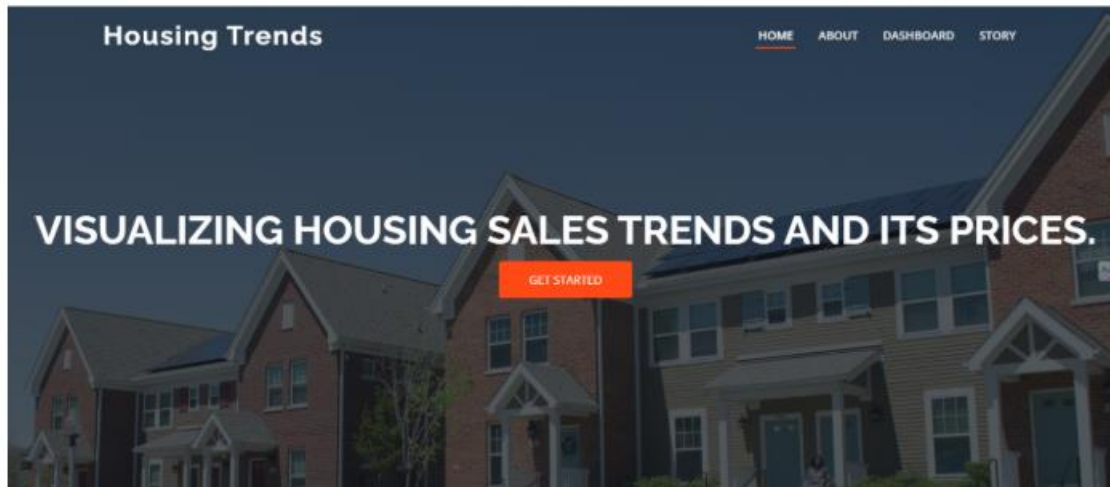 Housing Trends
HOME ABOUT DASHBOARD STORY
VISUALIZING HOUSING SALES TRENDS AND ITS PRICES.
GET STARTED